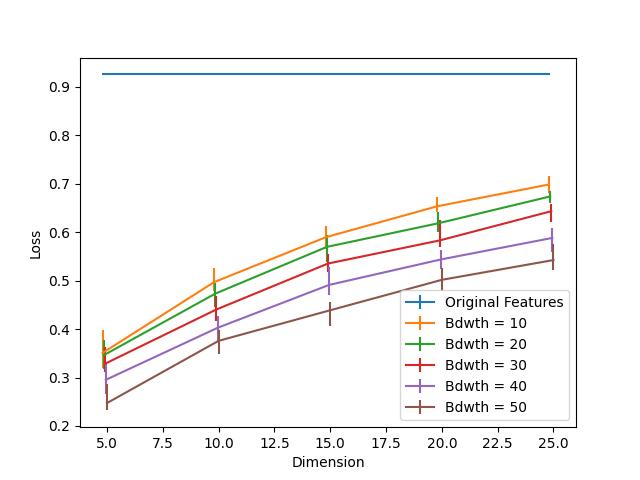 0.9
0.8
0.7
0.6
0.5
0.4
0.3
0.2
Loss
5.0 7.5 10.0 12.5 15.0 17.5 20.0 22.5 25.0
Dimension
Original Features
Bdwth = 10
Bdwth = 20
Bdwth = 30
Bdwth = 40
Bdwth = 50